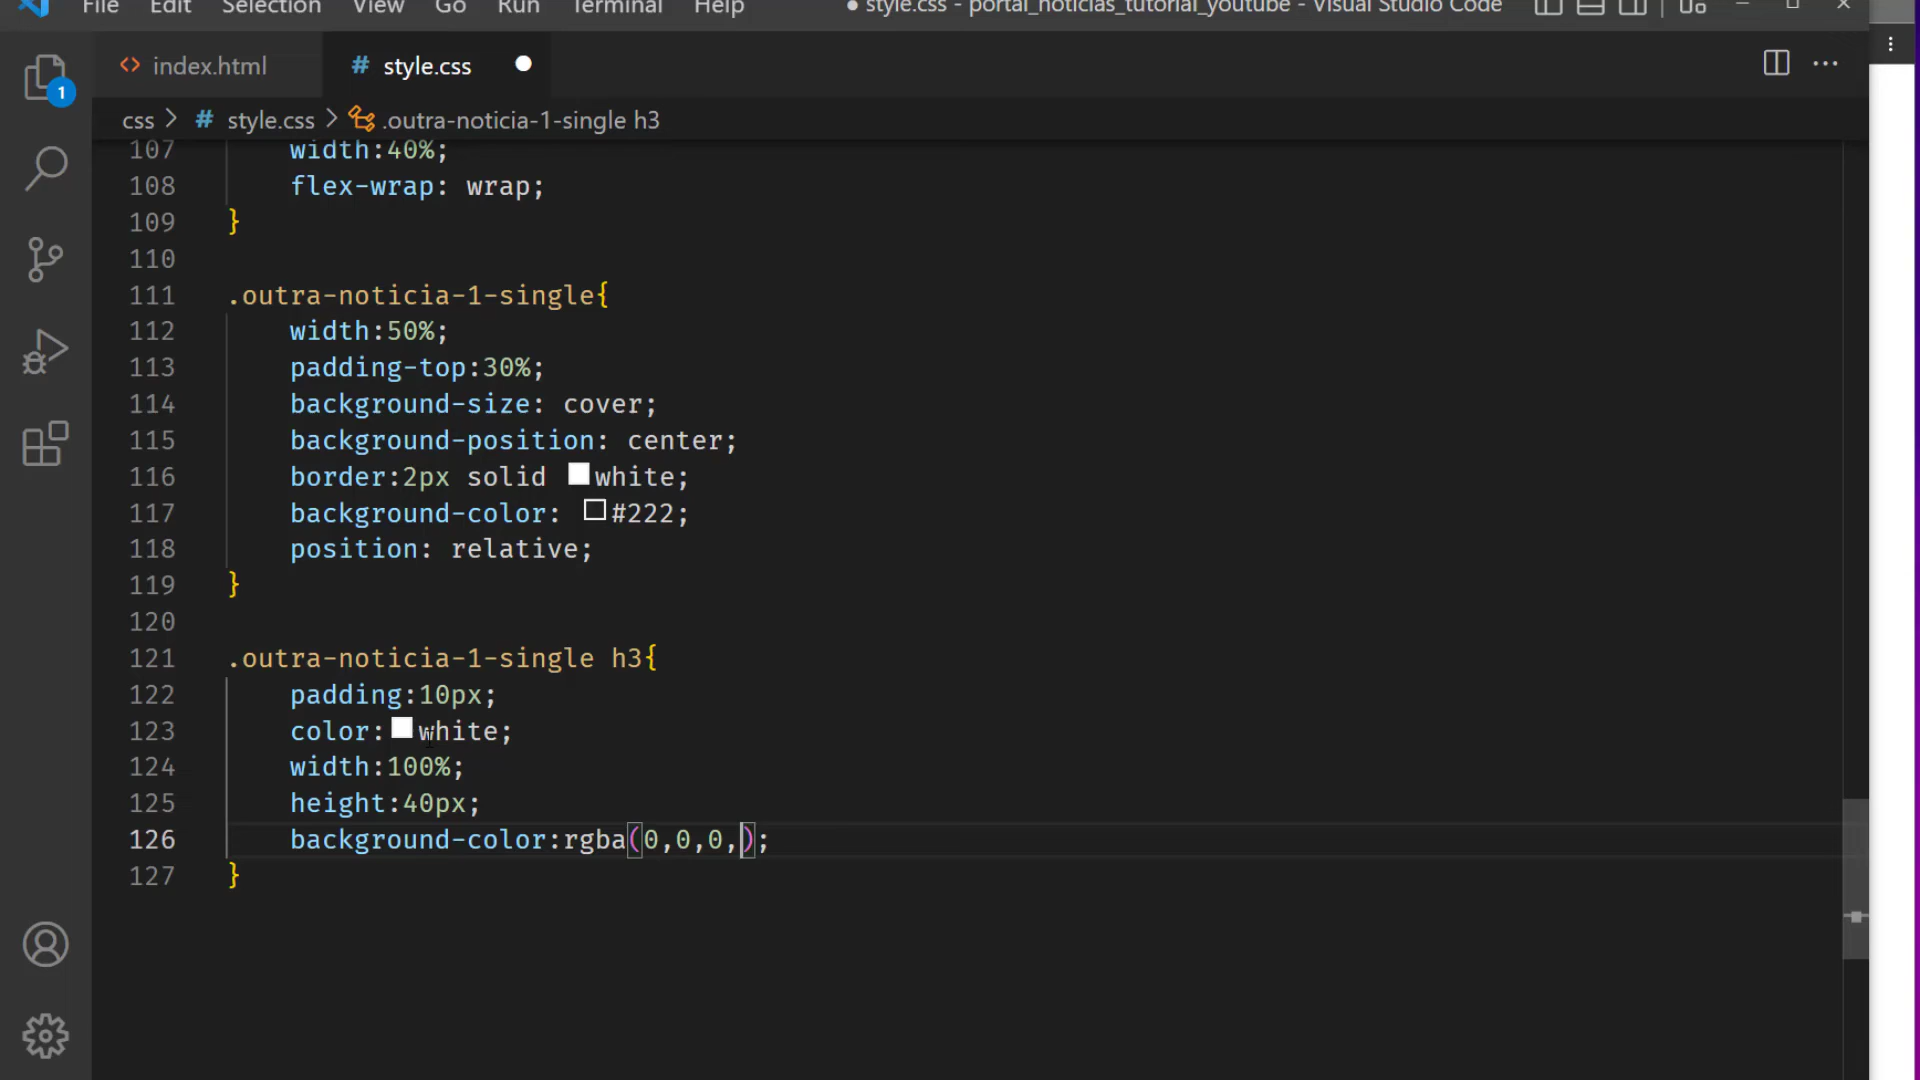 File Edit Selection View Go Run Terminal Help ● style.css - portal_noticias_tutorial_youtube - Visual Studio Code
index.html # style.css
1
css > # style.css > .outra-noticia-1-single h3
107 width:40%;
108 flex-wrap: wrap;
109 }
110
111 .outra-noticia-1-single{
112 width:50%;
113 padding-top:30%;
114 background-size: cover;
115 background-position: center;
116 border:2px solid white;
117 background-color: #222;
118 position: relative;
119 }
120
121 .outra-noticia-1-single h3{
122 padding:10px;
123 color:white;
124 width:100%;
125 height:40px;
126 background-color:rgba(0,0,0,);
127 }